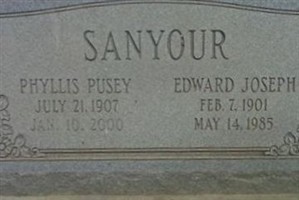 SANYOUR
PHYLLIS PUSEY
JULY 21, 1907
JAN. 10, 2000
EDWARD JOSEPH
FEB. 7, 1901
MAY 14, 1985